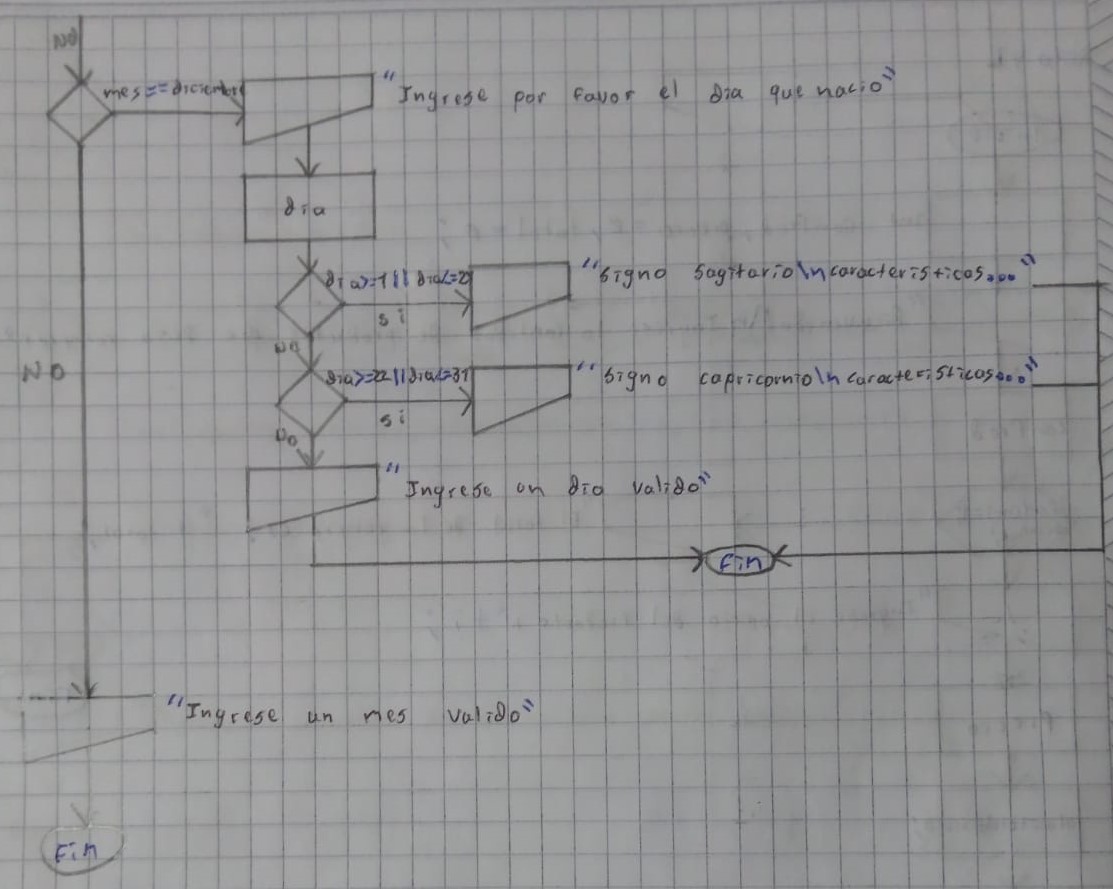 NO
mes==diciembre
"Ingrese por favor el dia que nacio"
dia
dia>=1||dia<=21
"signo sagitario\ncaracteristicas..."
si
NO
dia>=22||dia<=31
"signo capricornio\ncaracteristicas..."
NO
si
No
"Ingrese un dia valido"
Fin
"Ingrese un mes valido"
Fin